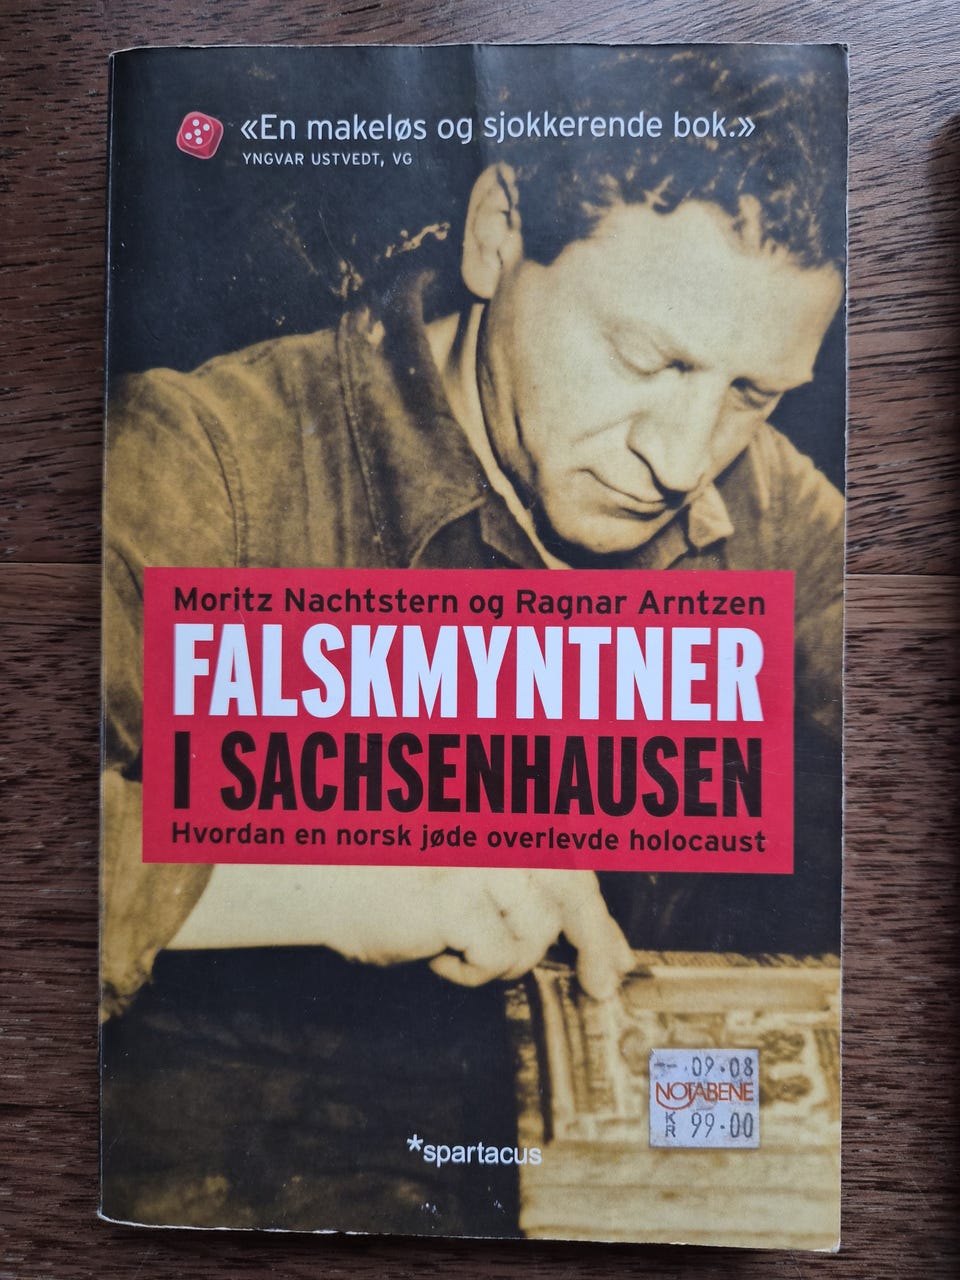 «En makeløs og sjokkerende bok.»
YNGVAR USTVEDT, VG
Moritz Nachtstern og Ragnar Arntzen
FALSKMYNTNER
I SACHSENHAUSEN
Hvordan en norsk jøde overlevde holocaust
-- 09·08
NOTABENE
KR 99·00
*spartacus